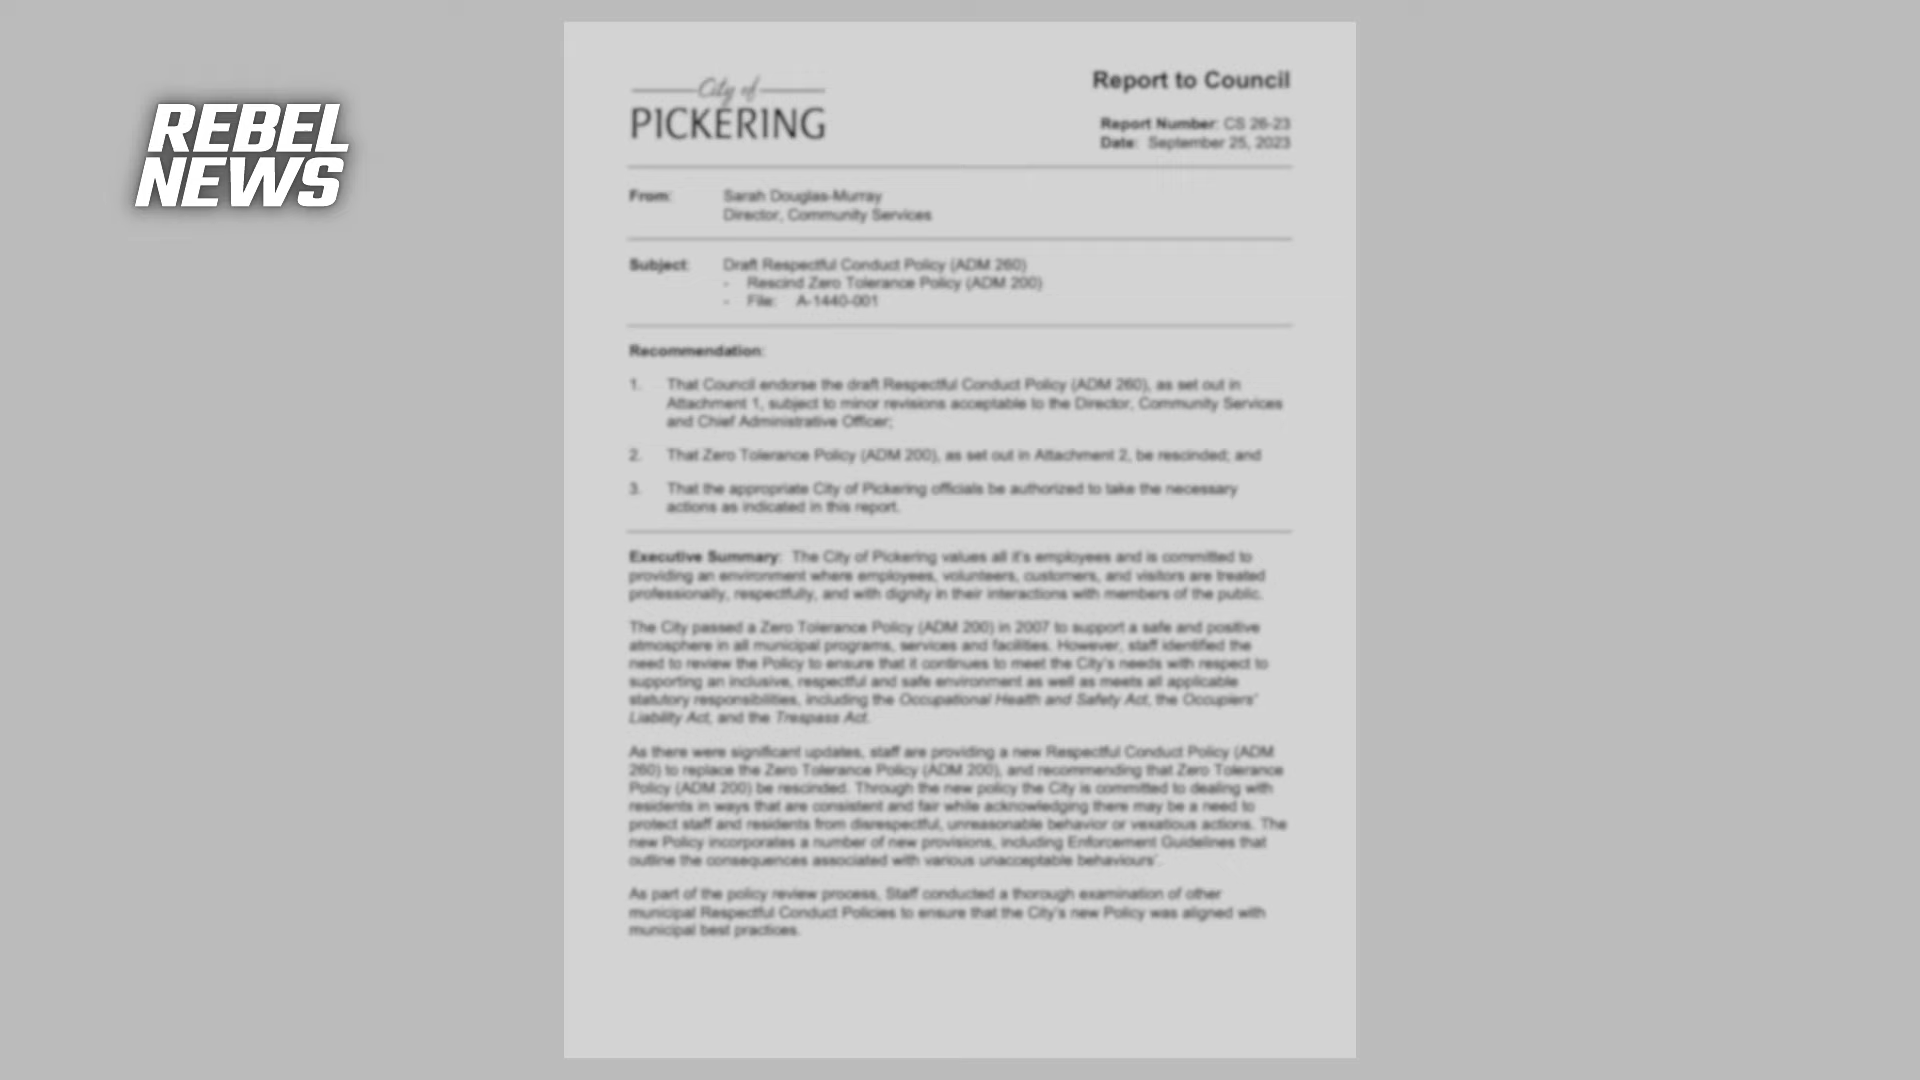 REBEL
NEWS
City of
PICKERING
Report to Council
Report Number: CS 26-23
Date: September 25, 2023
From: Sarah Douglas-Murray
Director, Community Services
Subject: Draft Respectful Conduct Policy (ADM 260)
- Rescind Zero Tolerance Policy (ADM 200)
- File: A-1440-001
Recommendation:
1. That Council endorse the draft Respectful Conduct Policy (ADM 260), as set out in
Attachment 1, subject to minor revisions acceptable to the Director, Community Services
and Chief Administrative Officer;
2. That Zero Tolerance Policy (ADM 200), as set out in Attachment 2, be rescinded; and
3. That the appropriate City of Pickering officials be authorized to take the necessary
actions as indicated in this report.
Executive Summary: The City of Pickering values all it's employees and is committed to
providing an environment where employees, volunteers, customers, and visitors are treated
professionally, respectfully, and with dignity in their interactions with members of the public.
The City passed a Zero Tolerance Policy (ADM 200) in 2007 to support a safe and positive
atmosphere in all municipal programs, services and facilities. However, staff identified the
need to review the Policy to ensure that it continues to meet the City's needs with respect to
supporting an inclusive, respectful and safe environment as well as meets all applicable
statutory responsibilities, including the Occupational Health and Safety Act, the Occupiers'
Liability Act, and the Trespass Act.
As there were significant updates, staff are providing a new Respectful Conduct Policy (ADM
260) to replace the Zero Tolerance Policy (ADM 200), and recommending that Zero Tolerance
Policy (ADM 200) be rescinded. Through the new policy the City is committed to dealing with
residents in ways that are consistent and fair while acknowledging there may be a need to
protect staff and residents from disrespectful, unreasonable behavior or vexatious actions. The
new Policy incorporates a number of new provisions, including Enforcement Guidelines that
outline the consequences associated with various unacceptable behaviours'.
As part of the policy review process, Staff conducted a thorough examination of other
municipal Respectful Conduct Policies to ensure that the City's new Policy was aligned with
municipal best practices.